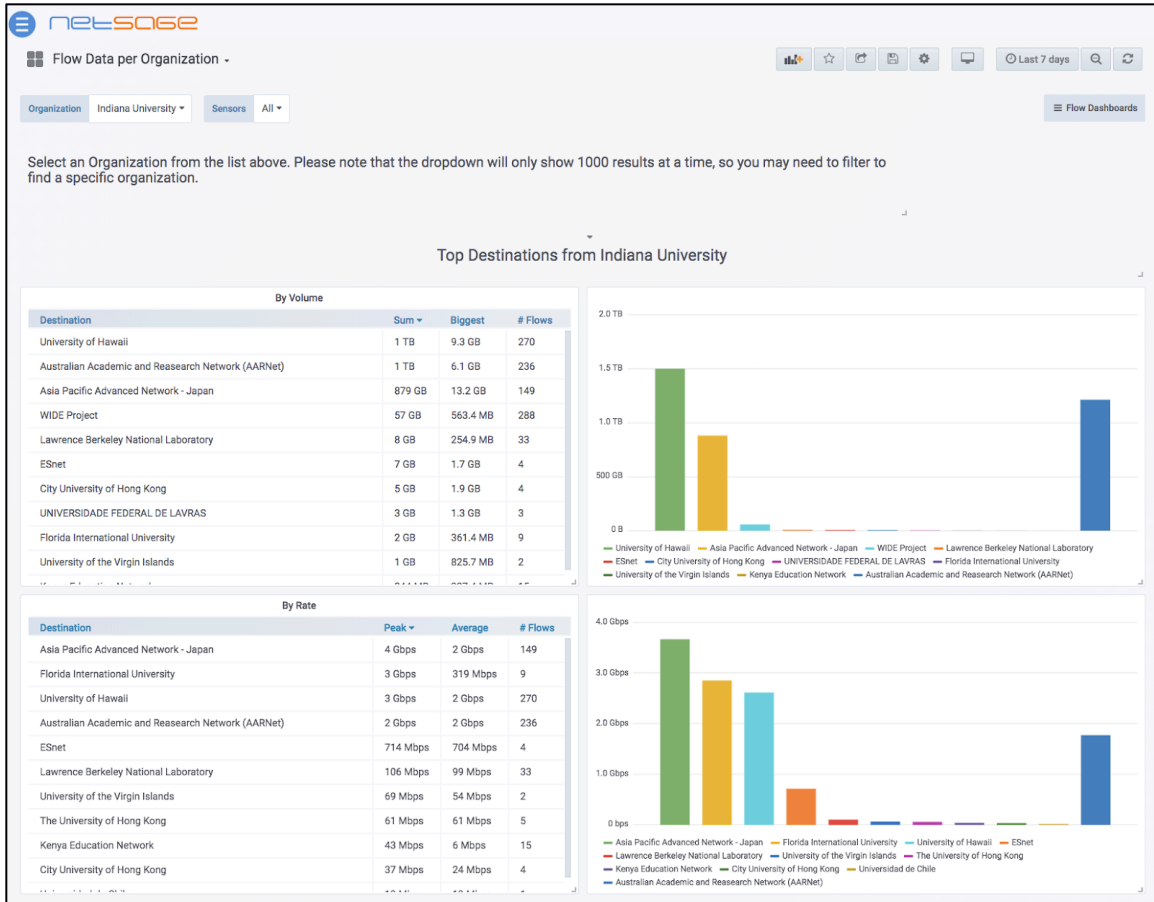 netsage
Flow Data per Organization
Last 7 days
Organization Indiana University Sensors All
Flow Dashboards
Select an Organization from the list above. Please note that the dropdown will only show 1000 results at a time, so you may need to filter to
find a specific organization.
Top Destinations from Indiana University
By Volume
Destination Sum Biggest # Flows
University of Hawaii 1 TB 9.3 GB 270
Australian Academic and Reasearch Network (AARNet) 1 TB 6.1 GB 236
Asia Pacific Advanced Network - Japan 879 GB 13.2 GB 149
WIDE Project 57 GB 563.4 MB 288
Lawrence Berkeley National Laboratory 8 GB 254.9 MB 33
ESnet 7 GB 1.7 GB 4
City University of Hong Kong 5 GB 1.9 GB 4
UNIVERSIDADE FEDERAL DE LAVRAS 3 GB 1.3 GB 3
Florida International University 2 GB 361.4 MB 9
University of the Virgin Islands 1 GB 825.7 MB 2
2.0 TB
1.5 TB
1.0 TB
500 GB
0 B
University of Hawaii Asia Pacific Advanced Network - Japan WIDE Project Lawrence Berkeley National Laboratory
ESnet City University of Hong Kong UNIVERSIDADE FEDERAL DE LAVRAS Florida International University
University of the Virgin Islands Kenya Education Network Australian Academic and Reasearch Network (AARNet)
By Rate
Destination Peak Average # Flows
Asia Pacific Advanced Network - Japan 4 Gbps 2 Gbps 149
Florida International University 3 Gbps 319 Mbps 9
University of Hawaii 3 Gbps 2 Gbps 270
Australian Academic and Reasearch Network (AARNet) 2 Gbps 2 Gbps 236
ESnet 714 Mbps 704 Mbps 4
Lawrence Berkeley National Laboratory 106 Mbps 99 Mbps 33
University of the Virgin Islands 69 Mbps 54 Mbps 2
The University of Hong Kong 61 Mbps 61 Mbps 5
Kenya Education Network 43 Mbps 6 Mbps 15
City University of Hong Kong 37 Mbps 24 Mbps 4
4.0 Gbps
3.0 Gbps
2.0 Gbps
1.0 Gbps
0 bps
Asia Pacific Advanced Network - Japan Florida International University University of Hawaii ESnet
Lawrence Berkeley National Laboratory University of the Virgin Islands The University of Hong Kong
Kenya Education Network City University of Hong Kong Universidad de Chile
Australian Academic and Reasearch Network (AARNet)